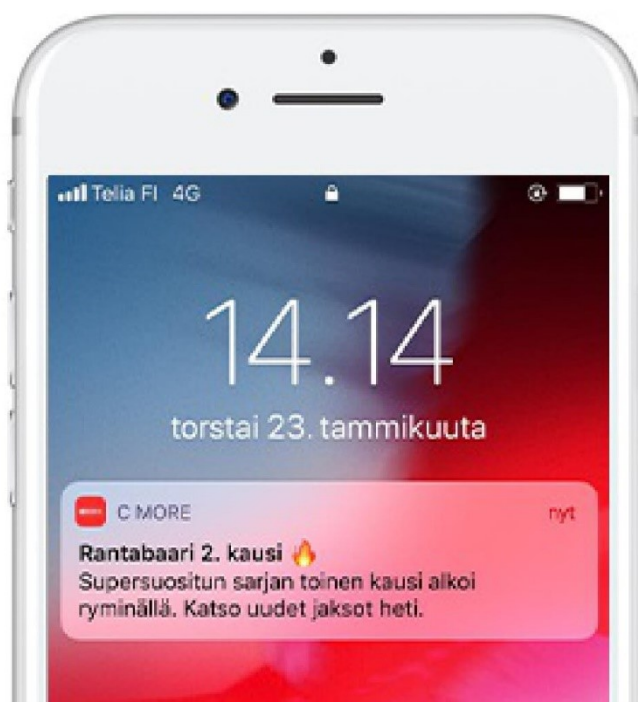 Telia FI 4G
14.14
torstai 23. tammikuuta
C MORE
nyt
Rantabaari 2. kausi 🔥
Supersuositun sarjan toinen kausi alkoi
ryminällä. Katso uudet jaksot heti.